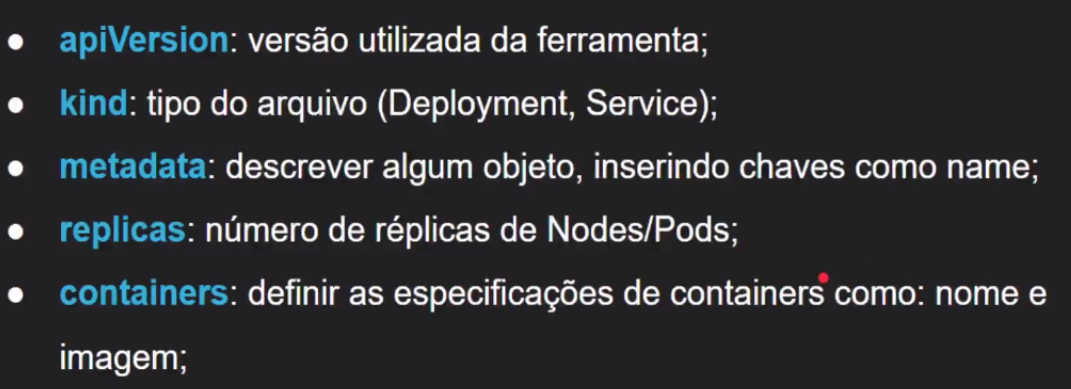 ● apiVersion: versão utilizada da ferramenta;
● kind: tipo do arquivo (Deployment, Service);
● metadata: descrever algum objeto, inserindo chaves como name;
● replicas: número de réplicas de Nodes/Pods;
● containers: definir as especificações de containers como: nome e
imagem;